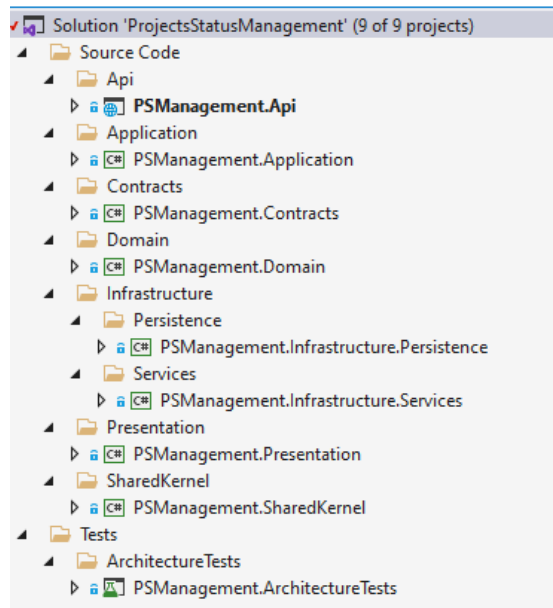 Solution 'ProjectsStatusManagement' (9 of 9 projects)
Source Code
Api
PSManagement.Api
Application
C# PSManagement.Application
Contracts
C# PSManagement.Contracts
Domain
C# PSManagement.Domain
Infrastructure
Persistence
C# PSManagement.Infrastructure.Persistence
Services
C# PSManagement.Infrastructure.Services
Presentation
C# PSManagement.Presentation
SharedKernel
C# PSManagement.SharedKernel
Tests
ArchitectureTests
PSManagement.ArchitectureTests